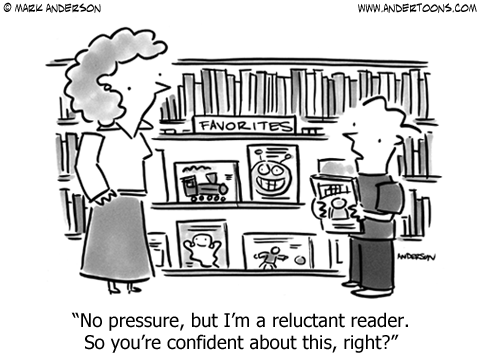 © MARK ANDERSON
WWW.ANDERTOONS.COM
FAVORITES
ANDERSON
“No pressure, but I’m a reluctant reader.
So you’re confident about this, right?”